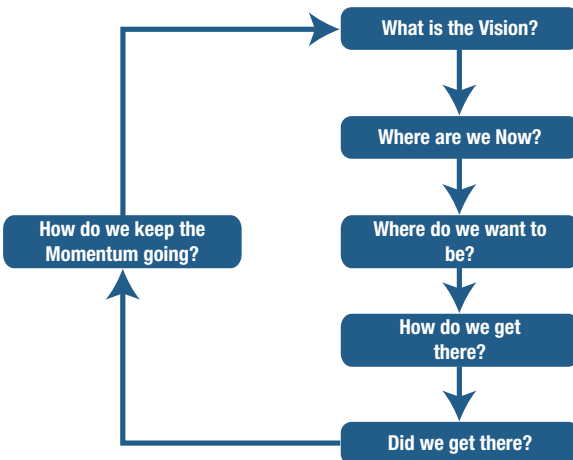 What is the Vision?
Where are we Now?
How do we keep the
Momentum going?
Where do we want to
be?
How do we get
there?
Did we get there?